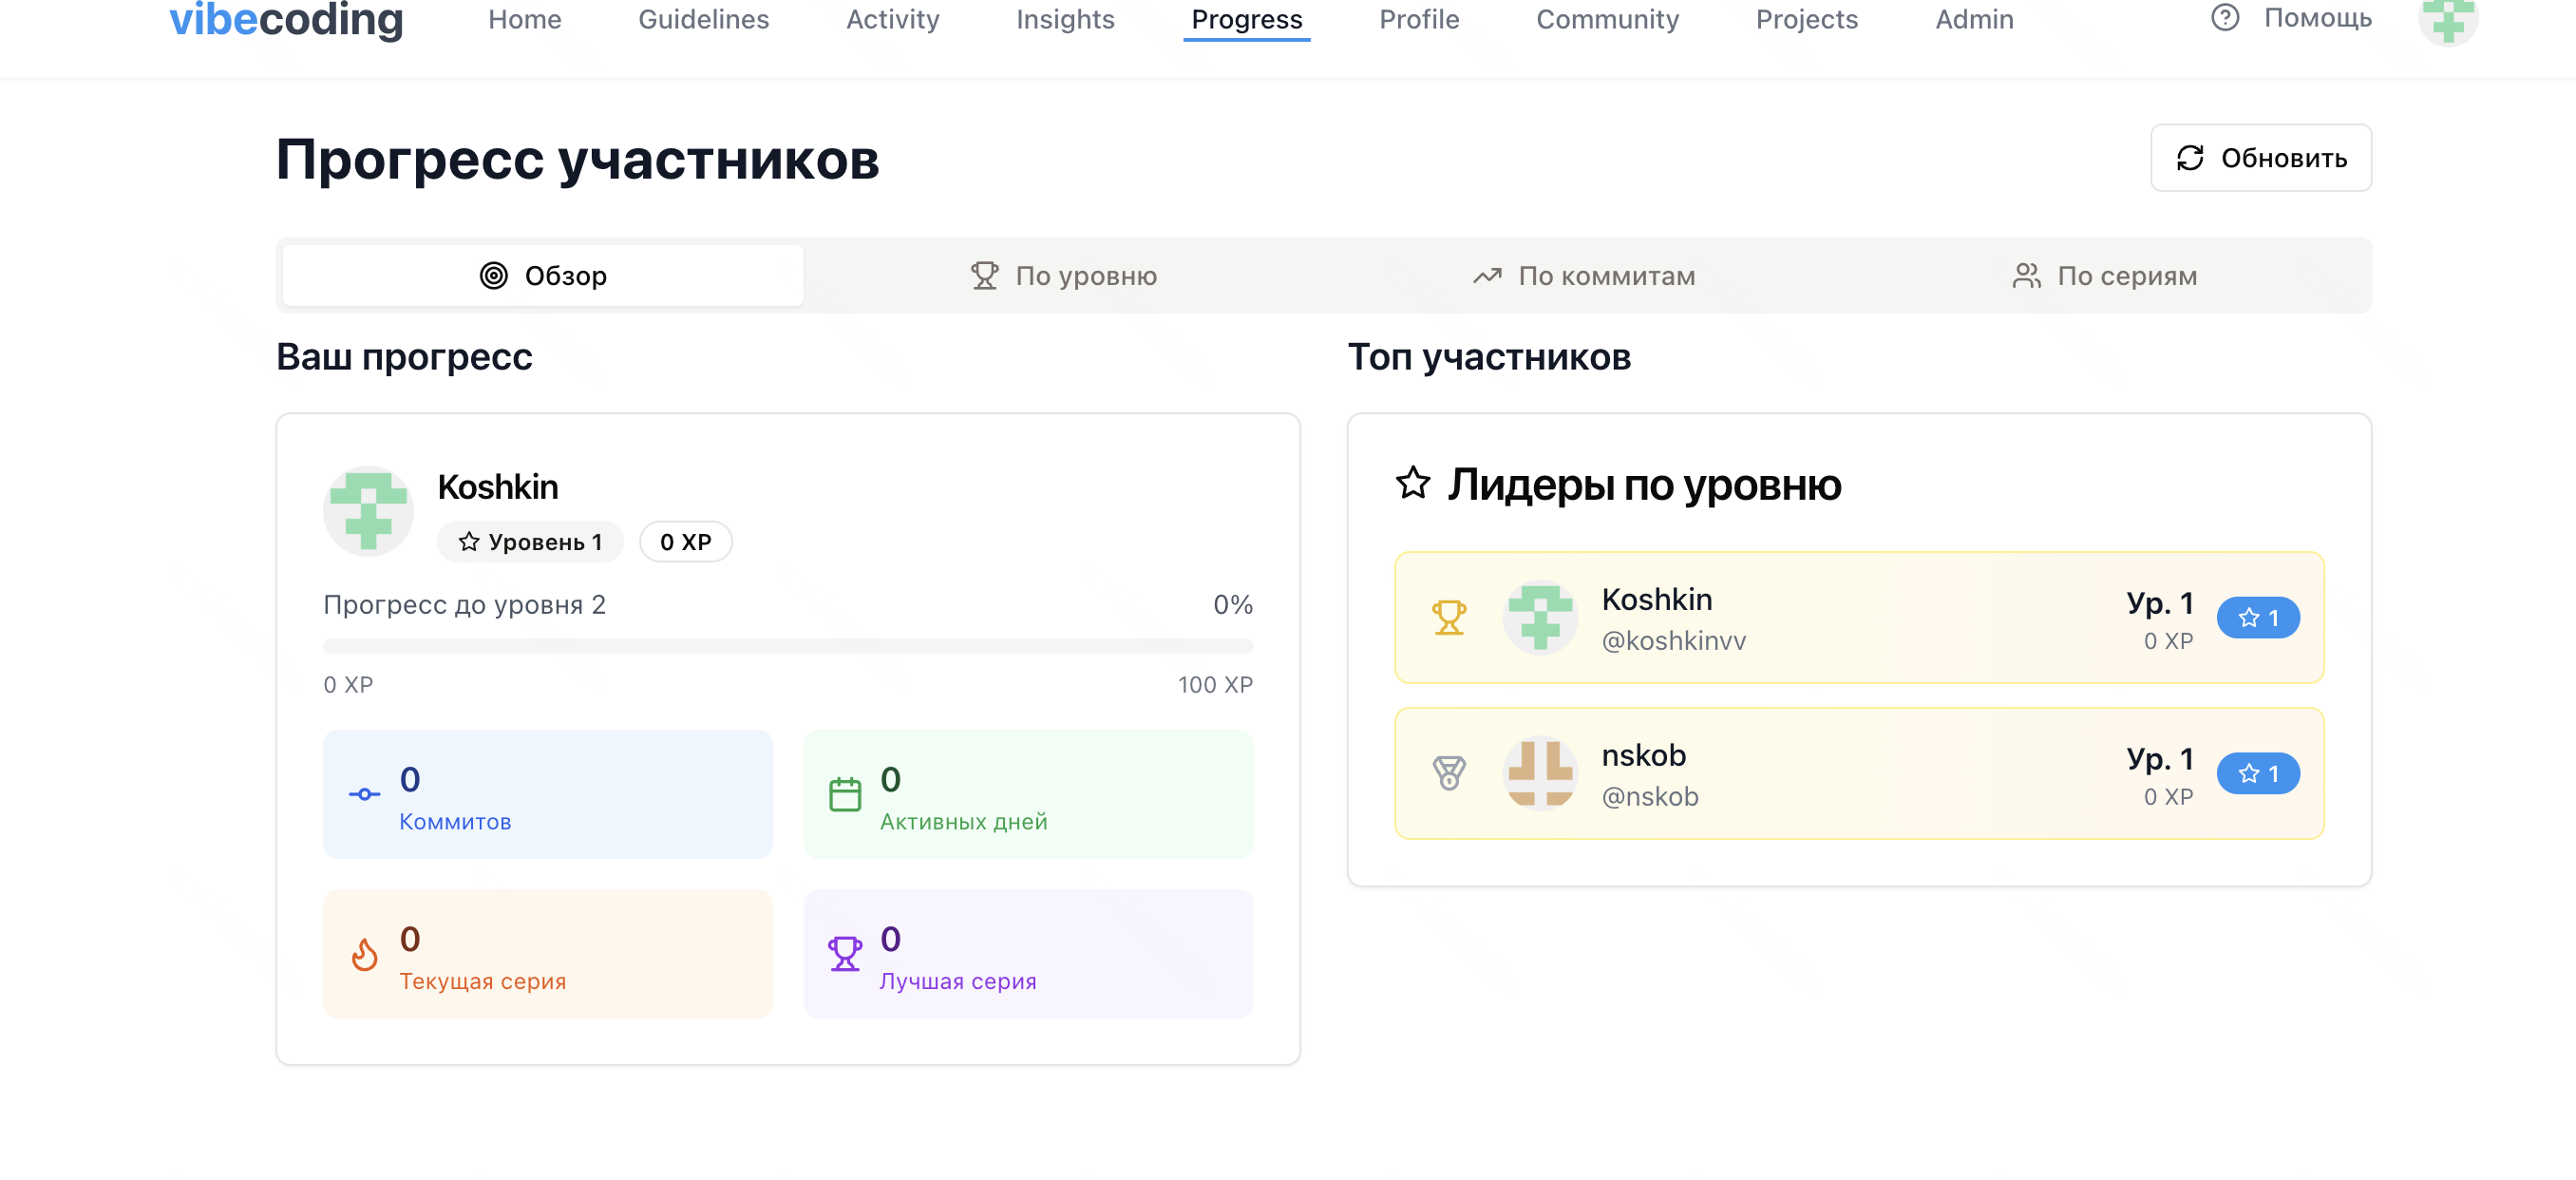 vibecoding Home Guidelines Activity Insights Progress Profile Community Projects Admin Помощь
Прогресс участников
Обновить
Обзор По уровню По коммитам По сериям
Ваш прогресс
Koshkin
Уровень 1 0 XP
Прогресс до уровня 2 0%
0 XP 100 XP
0
Коммитов
0
Активных дней
0
Текущая серия
0
Лучшая серия
Топ участников
Лидеры по уровню
Koshkin
@koshkinvv
Ур. 1
0 XP
1
nskob
@nskob
Ур. 1
0 XP
1